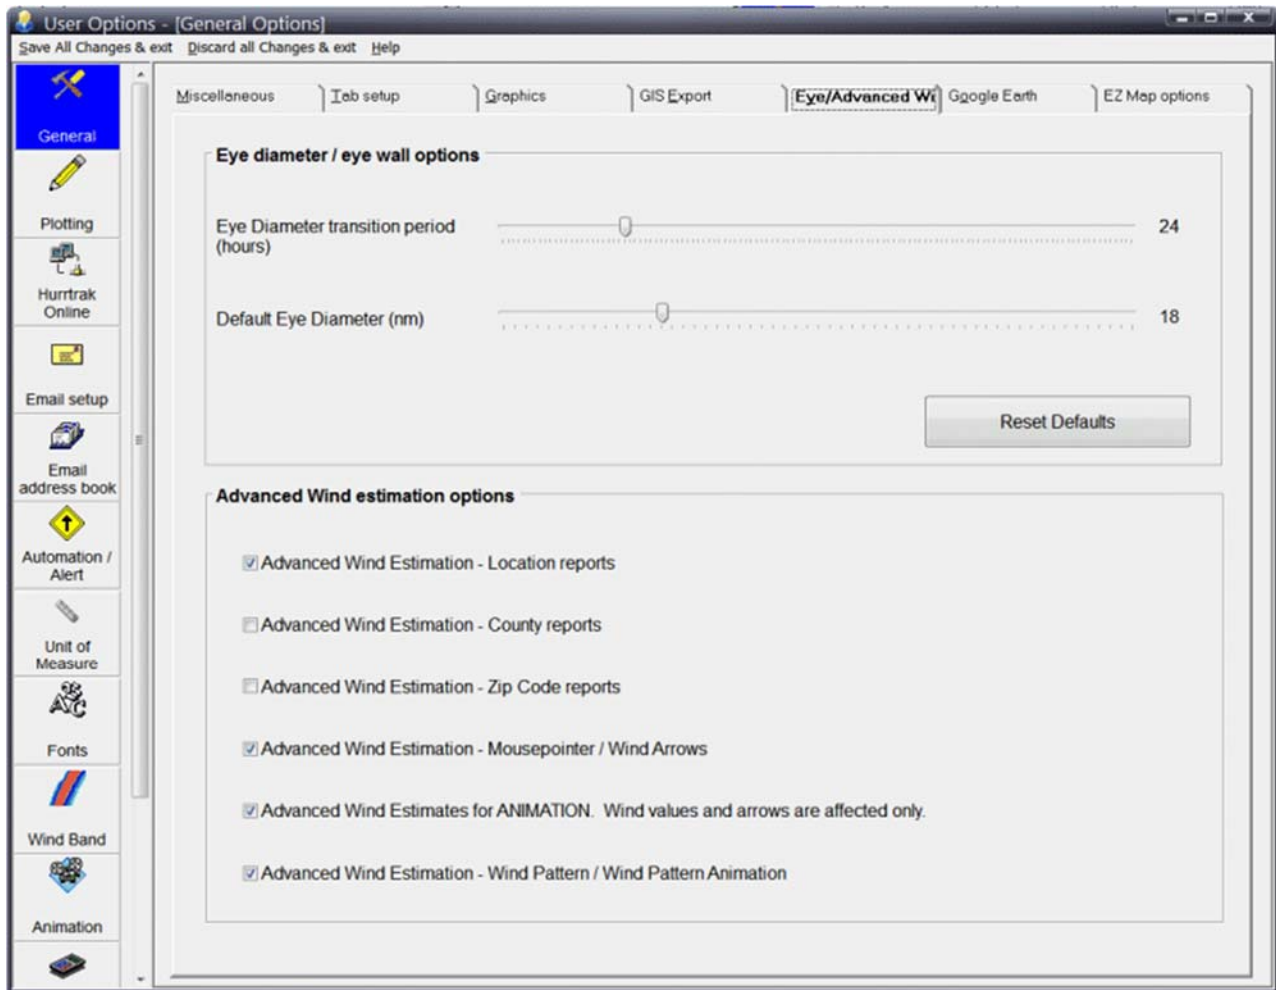 User Options - [General Options]
Save All Changes & exit Discard all Changes & exit Help
General
Plotting
Hurrtrak
Online
Email setup
Email
address book
Automation /
Alert
Unit of
Measure
Fonts
Wind Band
Animation
Miscellaneous Tab setup Graphics GIS Export Eye/Advanced Wi Google Earth EZ Map options
Eye diameter / eye wall options
Eye Diameter transition period
(hours)
24
Default Eye Diameter (nm)
18
Reset Defaults
Advanced Wind estimation options
Advanced Wind Estimation - Location reports
Advanced Wind Estimation - County reports
Advanced Wind Estimation - Zip Code reports
Advanced Wind Estimation - Mousepointer / Wind Arrows
Advanced Wind Estimates for ANIMATION. Wind values and arrows are affected only.
Advanced Wind Estimation - Wind Pattern / Wind Pattern Animation